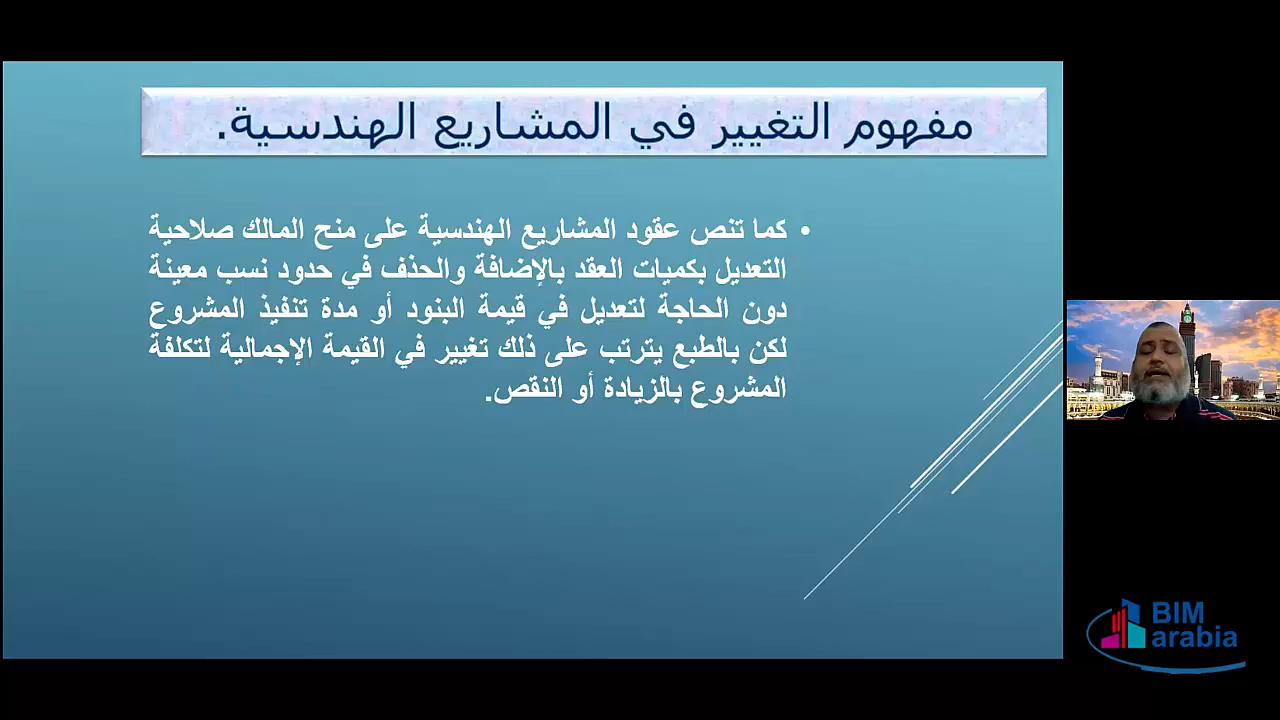 مفهوم التغيير في المشاريع الهندسية.
• كما تنص عقود المشاريع الهندسية على منح المالك صلاحية
التعديل بكميات العقد بالإضافة والحذف في حدود نسب معينة
دون الحاجة لتعديل في قيمة البنود أو مدة تنفيذ المشروع
لكن بالطبع يترتب على ذلك تغيير في القيمة الإجمالية لتكلفة
المشروع بالزيادة أو النقص.
BIM
arabia